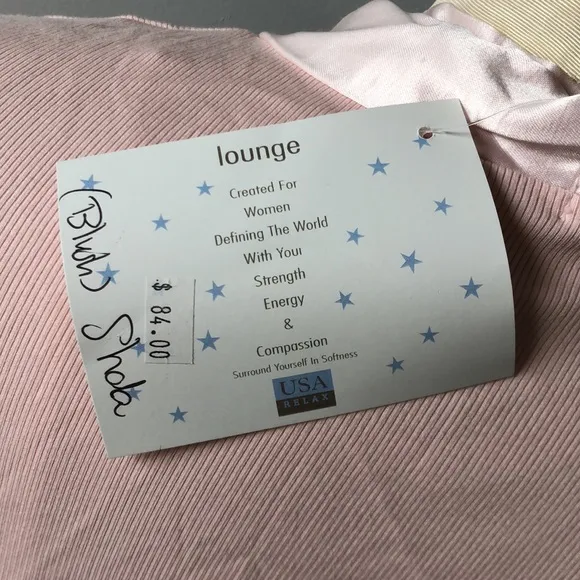 lounge
Created For
Women
Defining The World
With Your
Strength
Energy
&
Compassion
Surround Yourself In Softness
USA
RELAX
$ 84.00
(Blush)